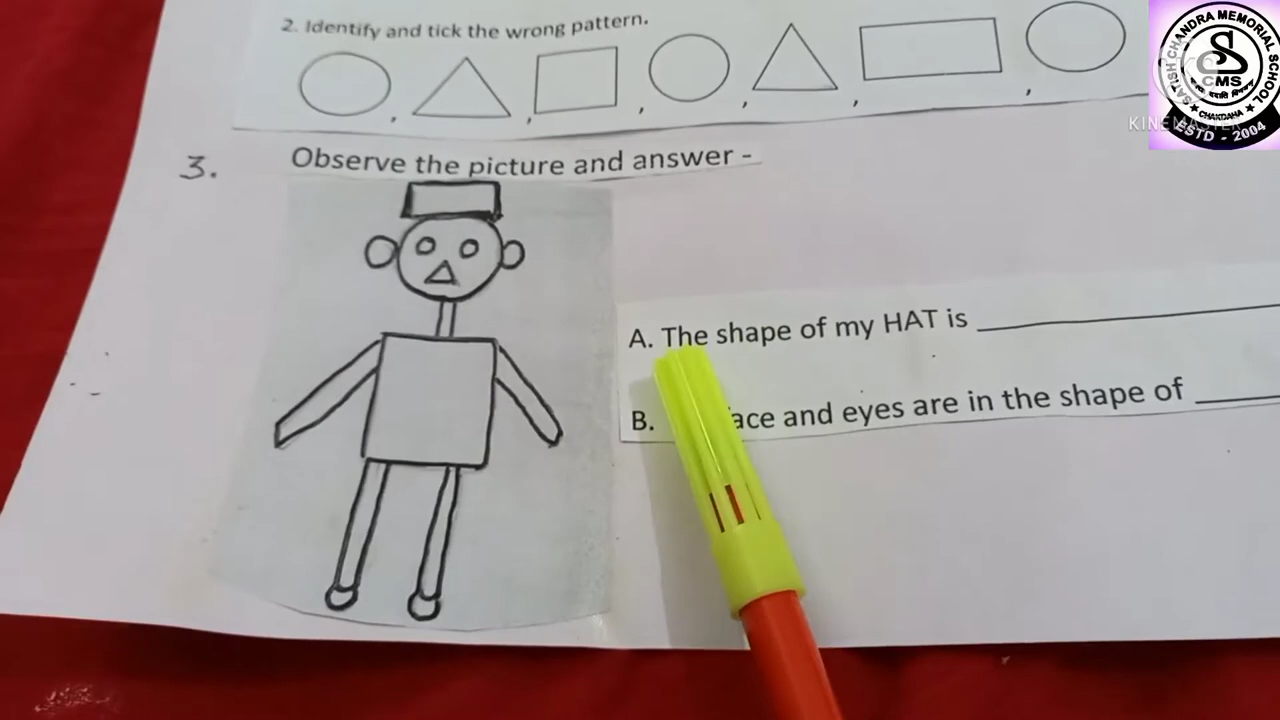 2. Identify and tick the wrong pattern.
, , , , , ,
3. Observe the picture and answer -
A. The shape of my HAT is
B. ace and eyes are in the shape of
SATISH CHANDRA MEMORIAL SCHOOL
S
CMS
★ CHAKDAHA ★
ESTD - 2004